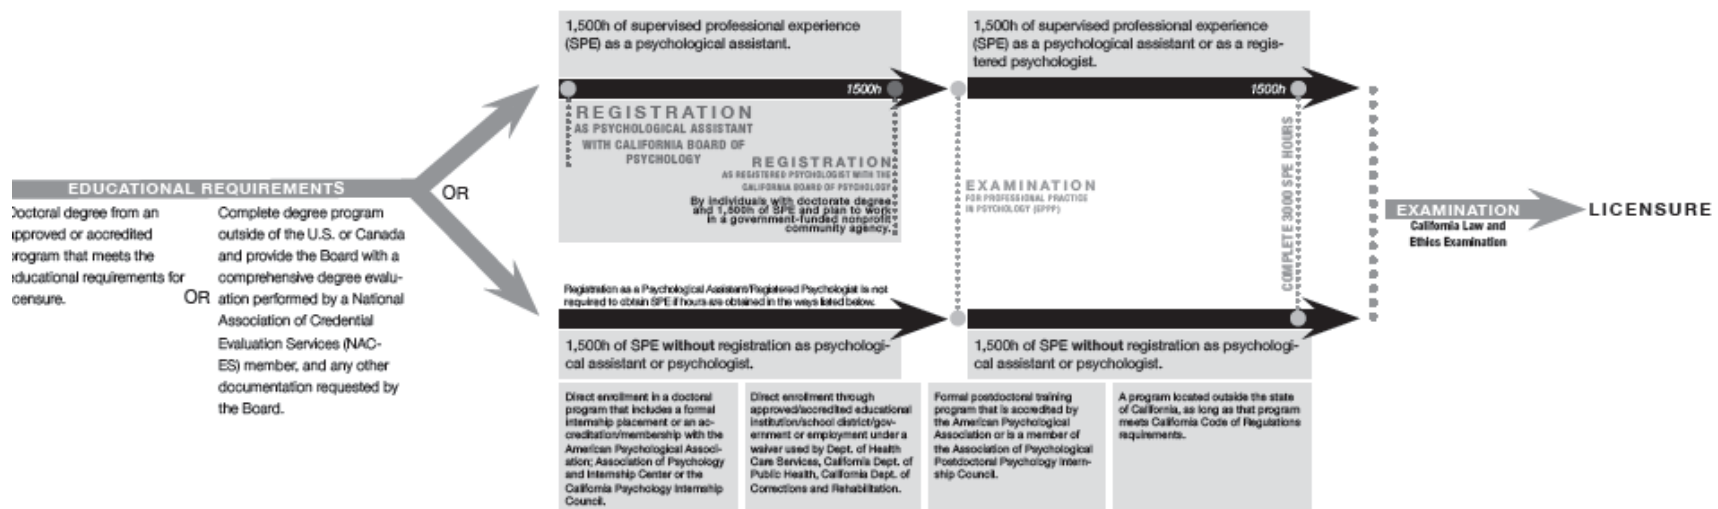 EDUCATIONAL REQUIREMENTS
Doctoral degree from an
approved or accredited
program that meets the
educational requirements for
licensure.
OR
Complete degree program
outside of the U.S. or Canada
and provide the Board with a
comprehensive degree evalu-
ation performed by a National
Association of Credential
Evaluation Services (NAC-
ES) member, and any other
documentation requested by
the Board.
OR
1,500h of supervised professional experience
(SPE) as a psychological assistant.
1500h
REGISTRATION
AS PSYCHOLOGICAL ASSISTANT
WITH CALIFORNIA BOARD OF
PSYCHOLOGY
REGISTRATION
AS REGISTERED PSYCHOLOGIST WITH THE
CALIFORNIA BOARD OF PSYCHOLOGY
By individuals with doctorate degree
and 1,500h of SPE and plan to work
in a government-funded nonprofit
community agency.
1,500h of supervised professional experience
(SPE) as a psychological assistant or as a regis-
tered psychologist.
1500h
EXAMINATION
FOR PROFESSIONAL PRACTICE
IN PSYCHOLOGY (EPPP)
COMPLETE 3000 SPE HOURS
Registration as a Psychological Assistant/Registered Psychologist is not
required to obtain SPE if hours are obtained in the ways listed below.
1,500h of SPE without registration as psychologi-
cal assistant or psychologist.
1,500h of SPE without registration as psychologi-
cal assistant or psychologist.
Direct enrollment in a doctoral
program that includes a formal
internship placement or an ac-
creditation/membership with the
American Psychological Associ-
ation; Association of Psychology
and Internship Center or the
California Psychology Internship
Council.
Direct enrollment through
approved/accredited educational
institution/school district/gov-
ernment or employment under a
waiver used by Dept. of Health
Care Services, California Dept. of
Public Health, California Dept. of
Corrections and Rehabilitation.
Formal postdoctoral training
program that is accredited by
the American Psychological
Association or is a member of
the Association of Psychological
Postdoctoral Psychology Intern-
ship Council.
A program located outside the state
of California, as long as that program
meets California Code of Regulations
requirements.
EXAMINATION
California Law and
Ethics Examination
LICENSURE